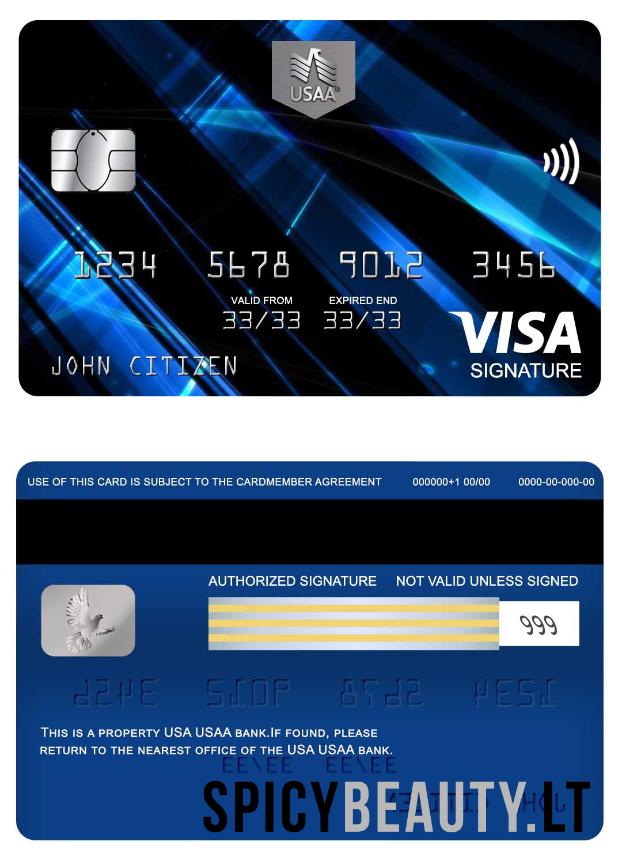 USAA
1234 5678 9012 3456
VALID FROM EXPIRED END
33/33 33/33
JOHN CITIZEN
VISA
SIGNATURE
USE OF THIS CARD IS SUBJECT TO THE CARDMEMBER AGREEMENT 000000+1 00/00 0000-00-000-00
AUTHORIZED SIGNATURE NOT VALID UNLESS SIGNED
999
THIS IS A PROPERTY USA USAA BANK.IF FOUND, PLEASE
RETURN TO THE NEAREST OFFICE OF THE USA USAA BANK.
SPICYBEAUTY.LT